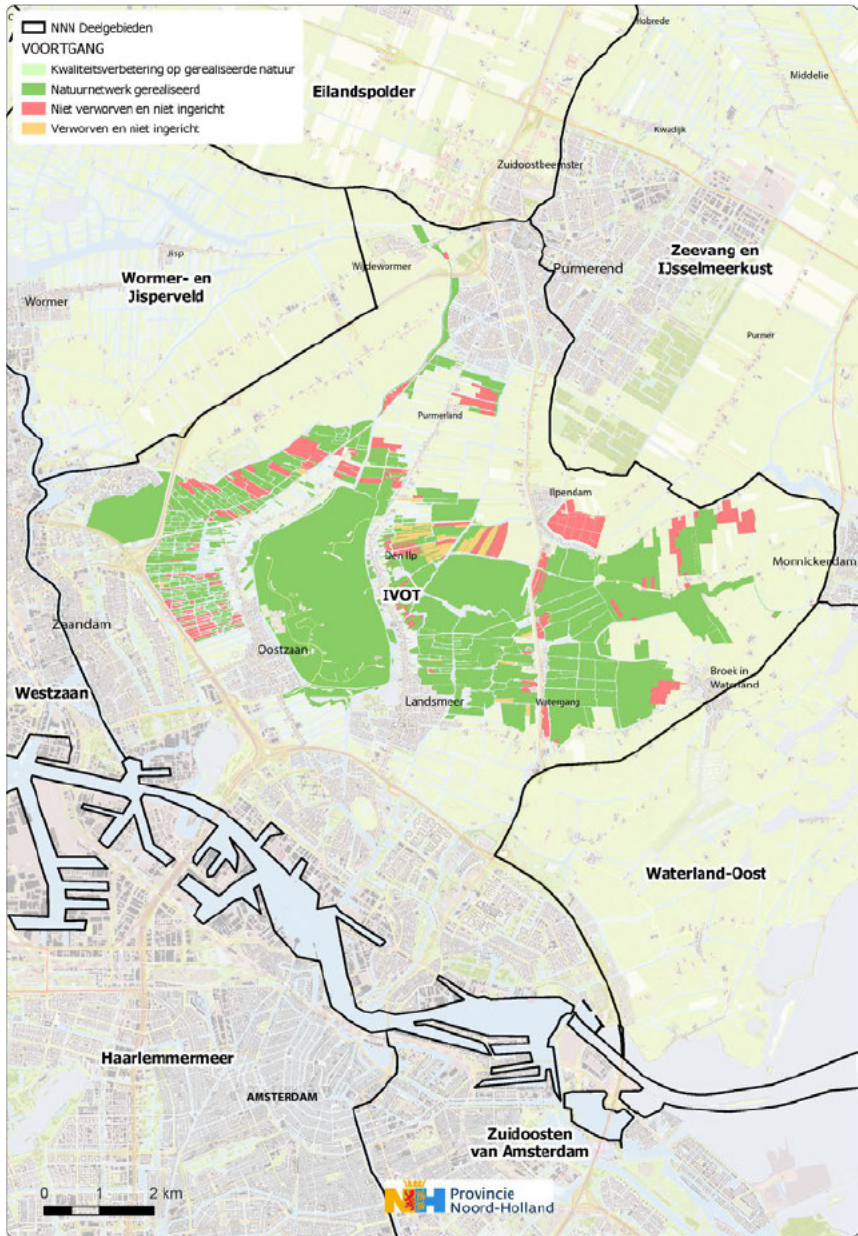 NNN Deelgebieden
VOORTGANG
Kwaliteitsverbetering op gerealiseerde natuur
Natuurnetwerk gerealiseerd
Niet verworven en niet ingericht
Verworven en niet ingericht
Hobrede
Middelie
Eilandspolder
Kwadijk
Zuidoostbeemster
Jisp
Wijdewormer
Zeevang en
IJsselmeerkust
Purmerend
Wormer- en
Jisperveld
Wormer
Purmer
Purmerland
Ilpendam
Den Ilp
Monnickendam
IVOT
Zaandam
Oostzaan
Broek in
Waterland
Westzaan
Landsmeer
Watergang
Waterland-Oost
Haarlemmermeer
AMSTERDAM
Zuidoosten
van Amsterdam
0 1 2 km
NH Provincie
Noord-Holland